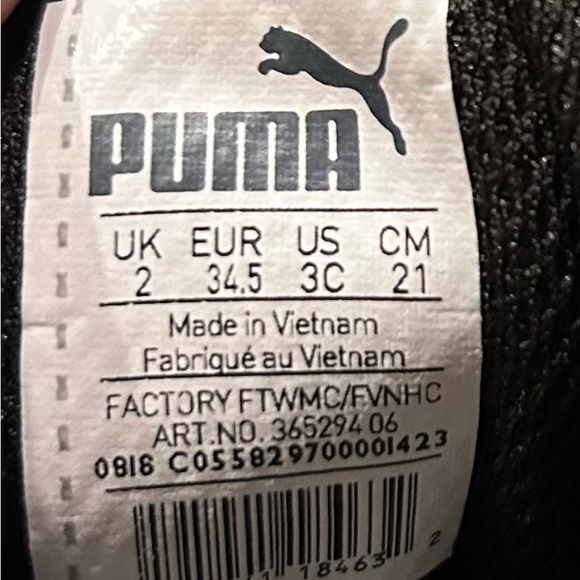 PUMA
UK EUR US CM
2 34.5 3C 21
Made in Vietnam
Fabriqué au Vietnam
FACTORY FTWMC/FVNHC
ART.NO. 365294 06
0818 C055829700001423
18463 2